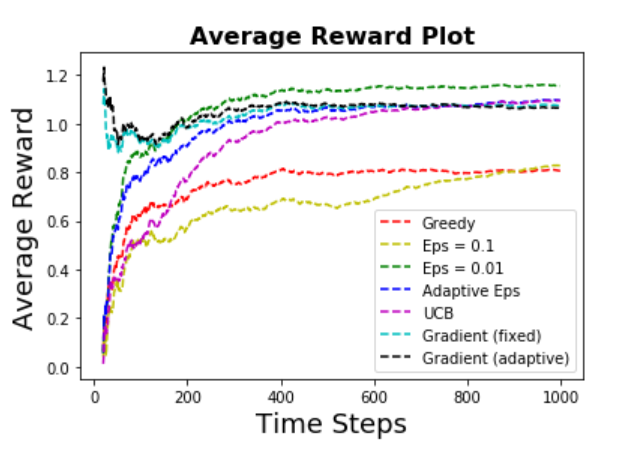 Average Reward Plot
Average Reward
1.2
1.0
0.8
0.6
0.4
0.2
0.0
Greedy
Eps = 0.1
Eps = 0.01
Adaptive Eps
UCB
Gradient (fixed)
Gradient (adaptive)
0 200 400 600 800 1000
Time Steps